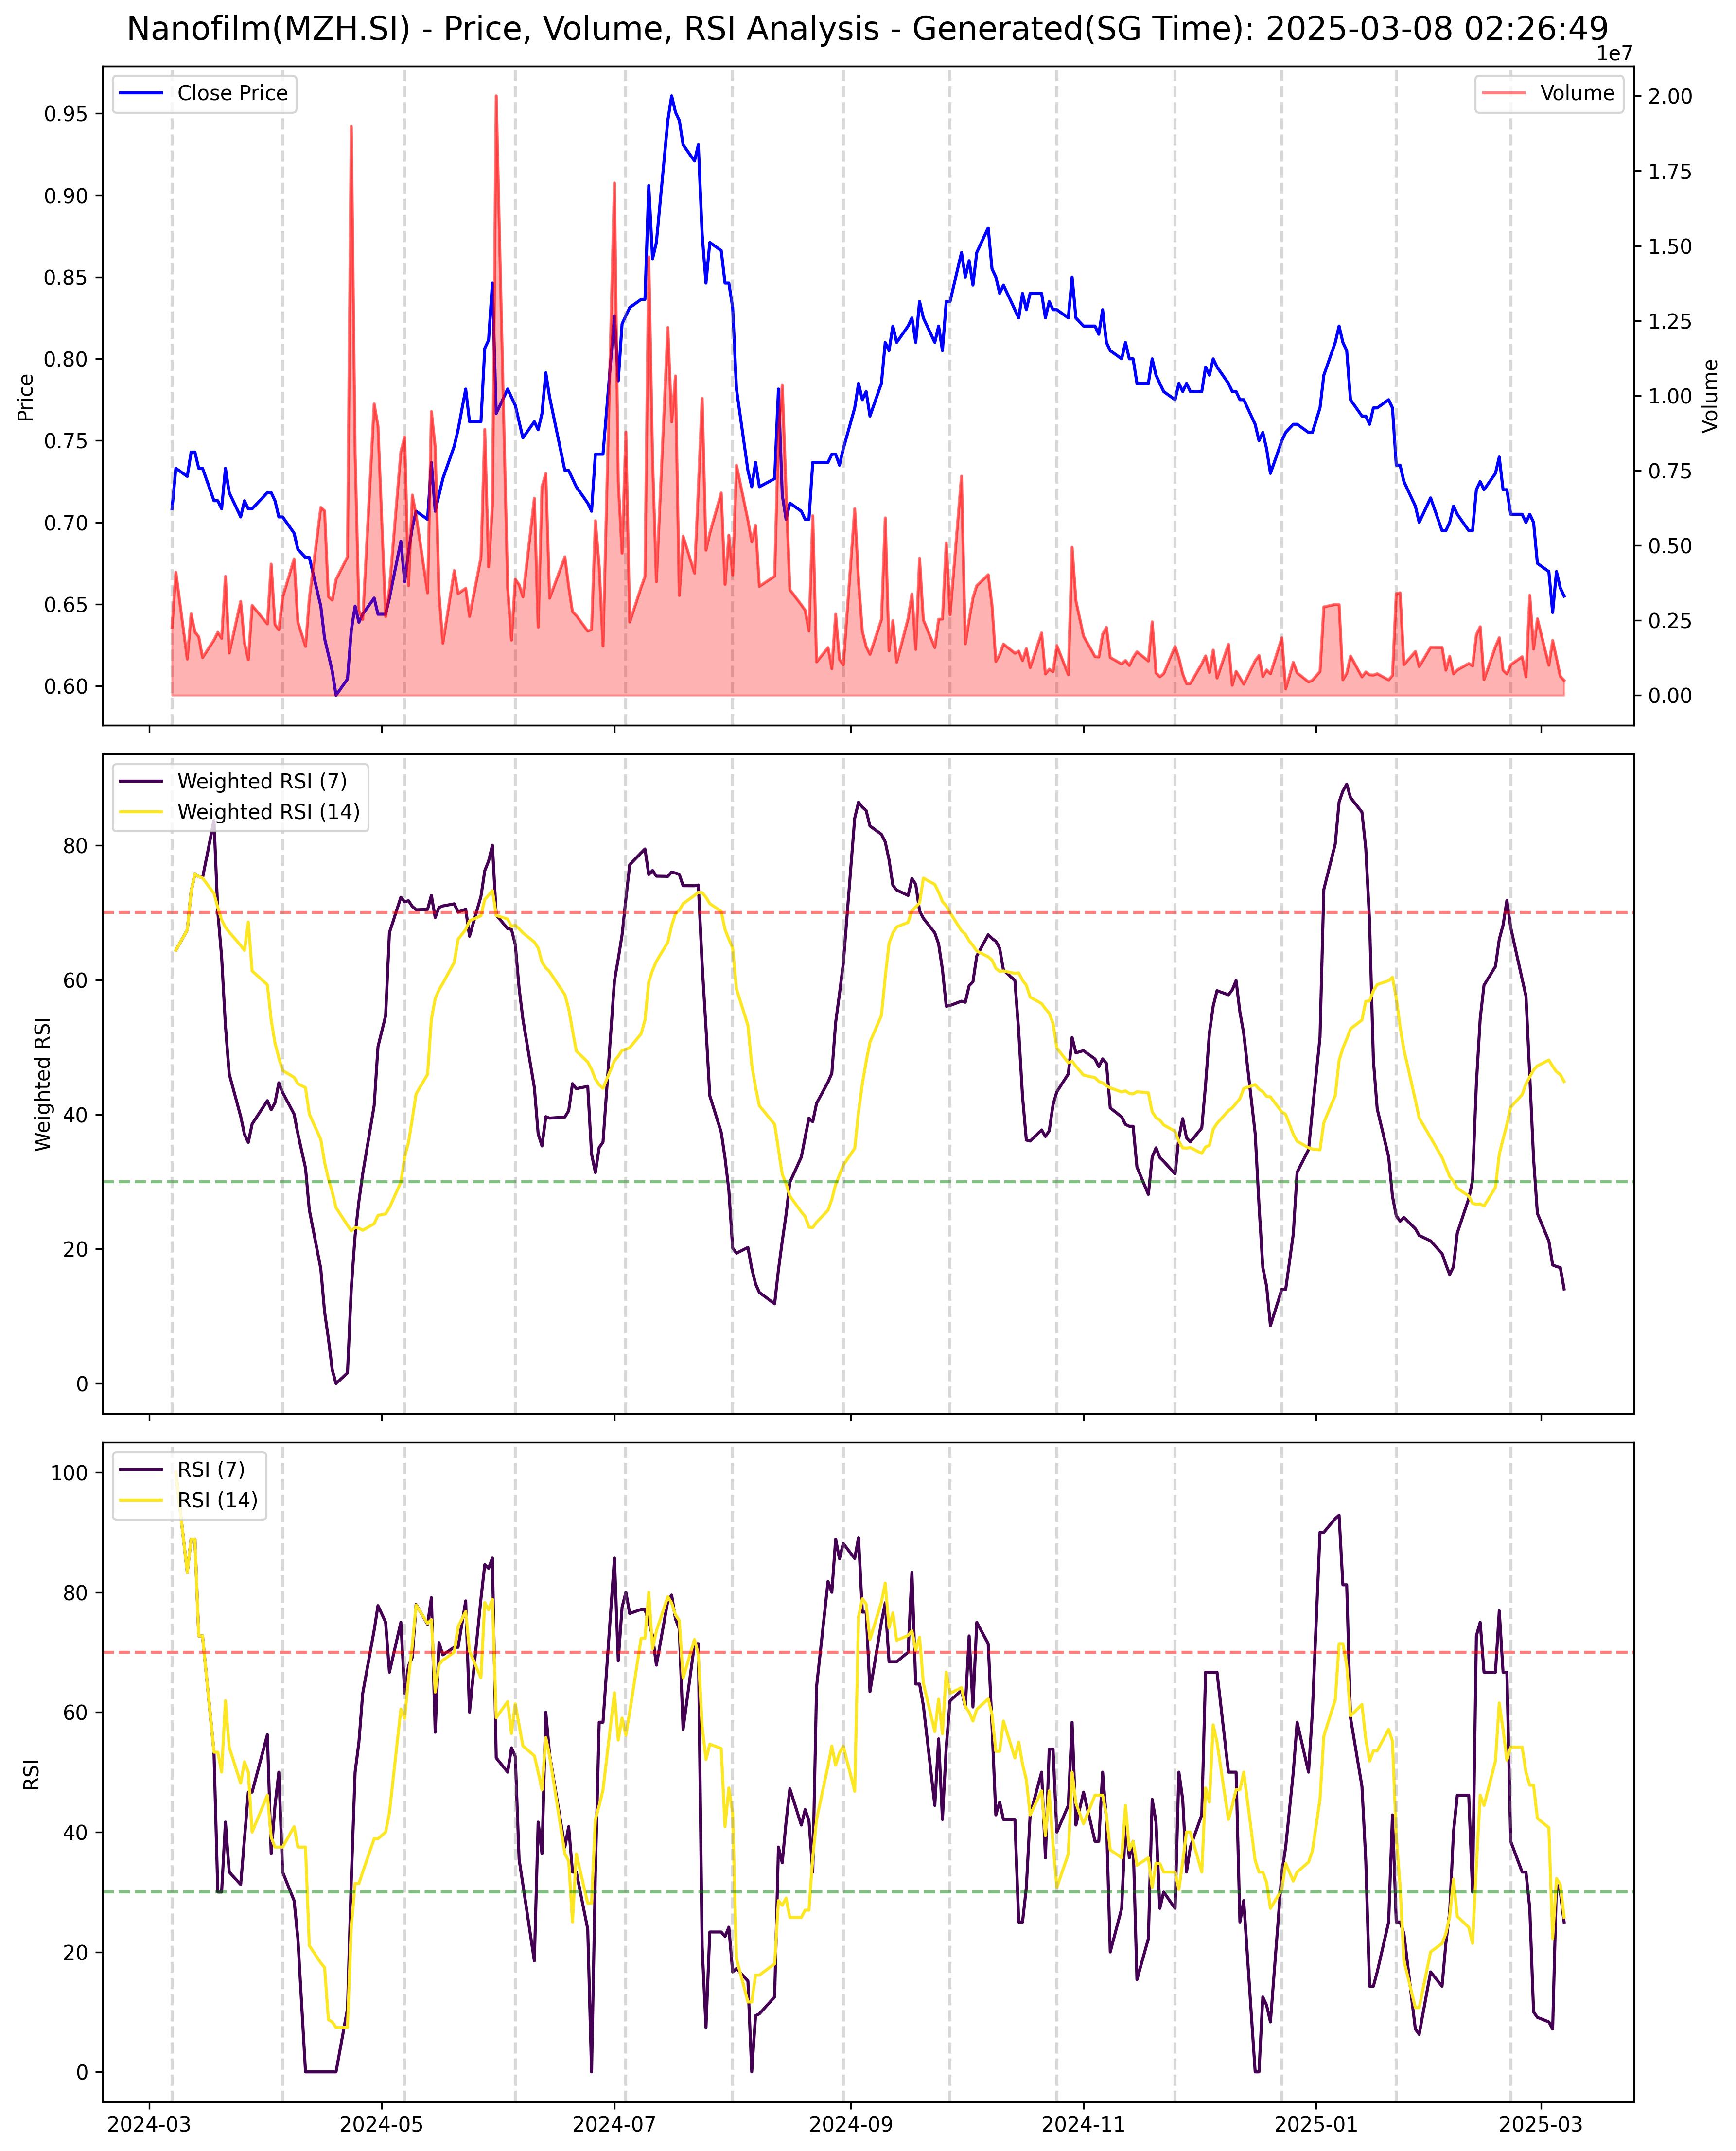 Nanofilm(MZH.SI) - Price, Volume, RSI Analysis - Generated(SG Time): 2025-03-08 02:26:49
1e7
Close Price
Volume
0.95
0.90
0.85
0.80
0.75
0.70
0.65
0.60
Price
2.00
1.75
1.50
1.25
1.00
0.75
0.50
0.25
0.00
Volume
Weighted RSI (7)
Weighted RSI (14)
80
60
40
20
0
Weighted RSI
RSI (7)
RSI (14)
100
80
60
40
20
0
RSI
2024-03
2024-05
2024-07
2024-09
2024-11
2025-01
2025-03